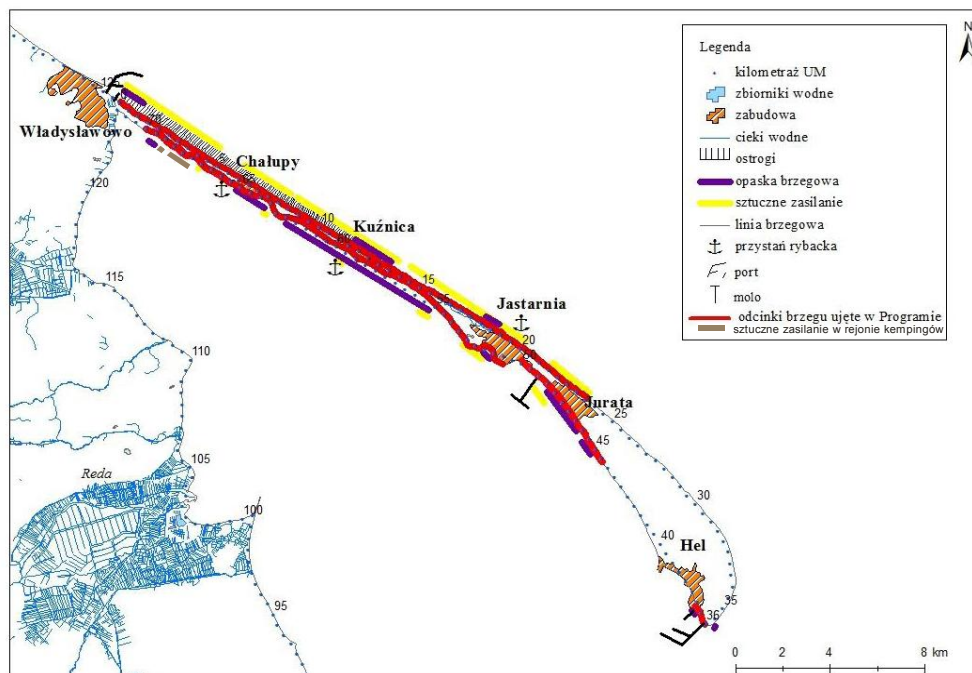 N
Legenda
kilometraż UM
zbiorniki wodne
zabudowa
cieki wodne
ostrogi
opaska brzegowa
sztuczne zasilanie
linia brzegowa
przystań rybacka
port
molo
odcinki brzegu ujęte w Programie
sztuczne zasilanie w rejonie kempingów
Władysławowo
Chałupy
Kuźnica
Jastarnia
Jurata
Hel
Reda
120
115
110
105
100
95
10
15
20
25
30
35
36
40
45
0 2 4 8 km